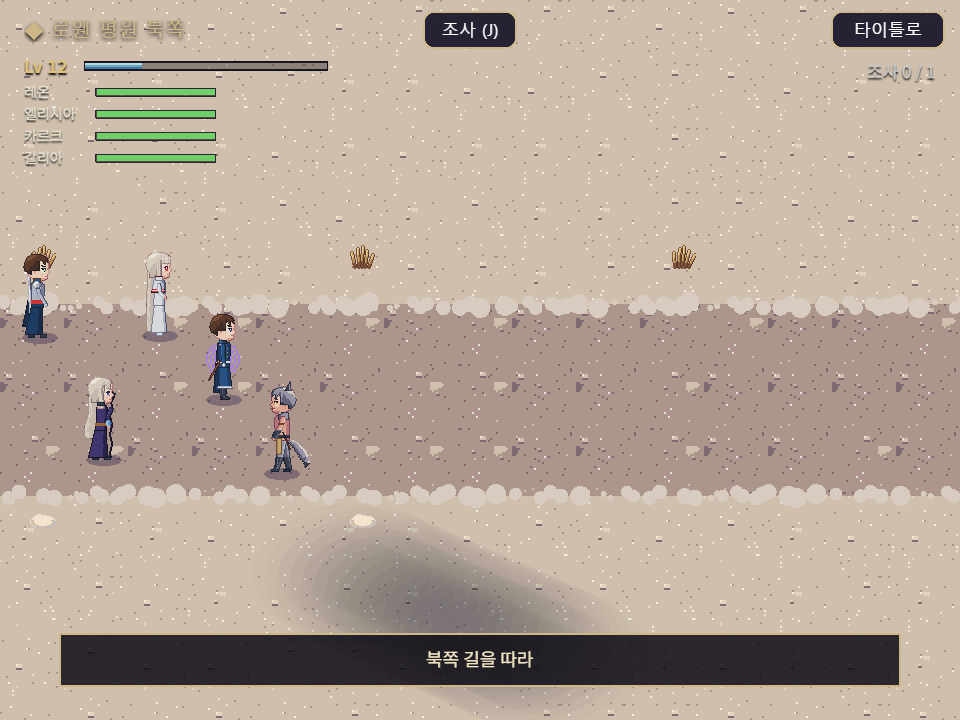 ◆ 로웬 평원 북쪽
조사 (J)
타이틀로
Lv 12
조사 0 / 1
레온
엘리시아
카르크
칼리아
북쪽 길을 따라